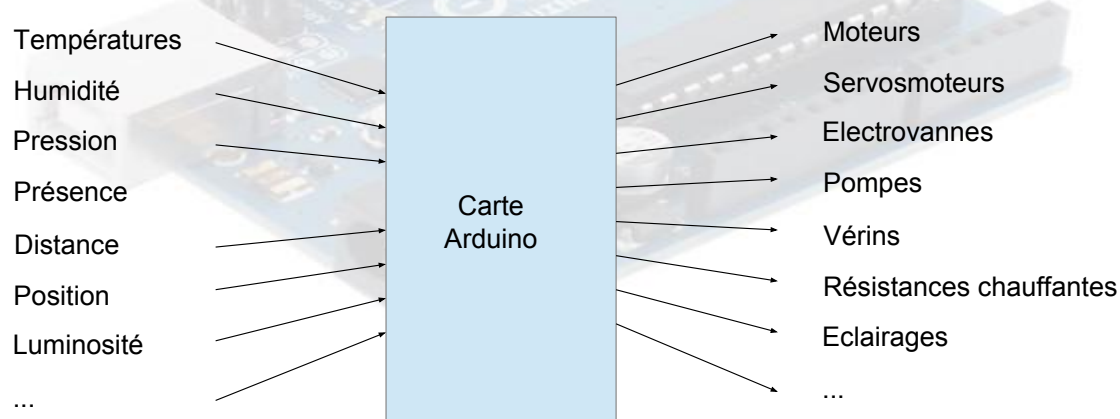 Températures
Humidité
Pression
Présence
Distance
Position
Luminosité
...
Carte
Arduino
Moteurs
Servosmoteurs
Electrovannes
Pompes
Vérins
Résistances chauffantes
Eclairages
...